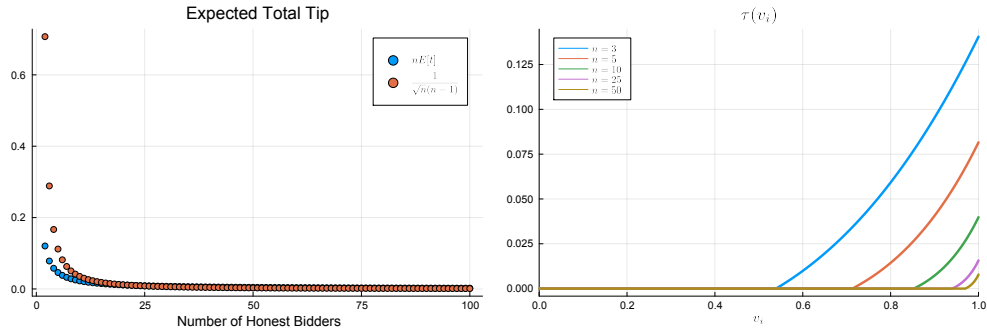 Expected Total Tip
nE[t]
1
√n(n−1)
0.6
0.4
0.2
0.0
0 25 50 75 100
Number of Honest Bidders
τ(v_i)
n = 3
n = 5
n = 10
n = 25
n = 50
0.125
0.100
0.075
0.050
0.025
0.000
0.0 0.2 0.4 0.6 0.8 1.0
v_i